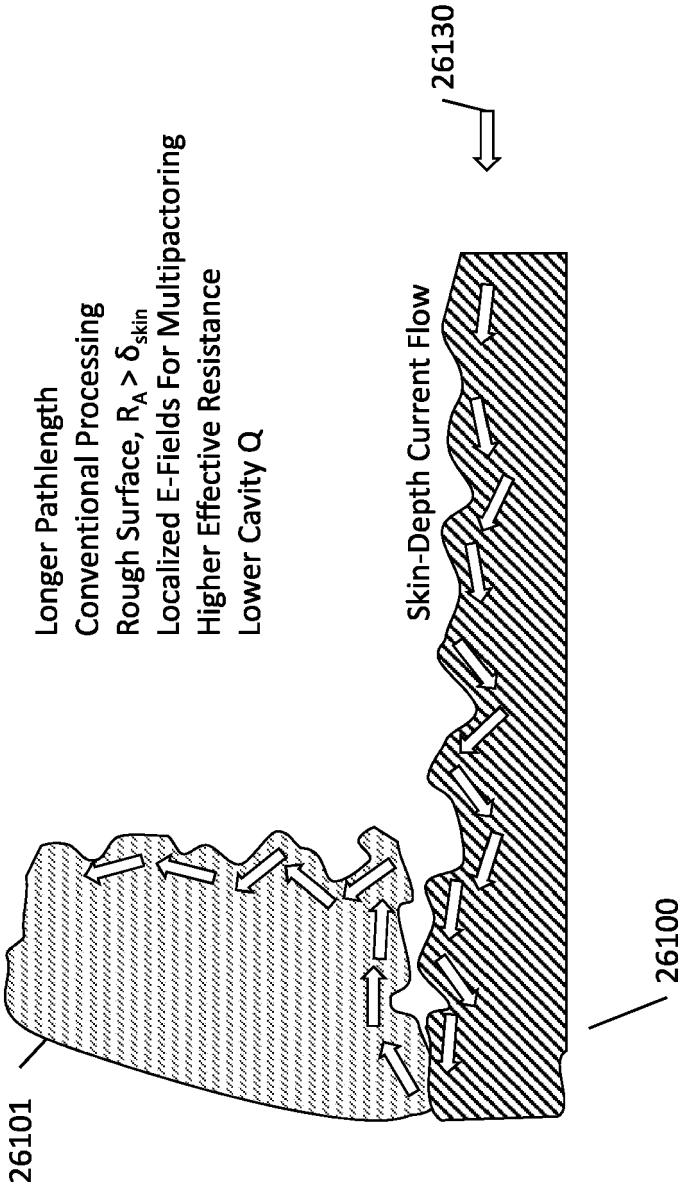 26101
Longer Pathlength
Conventional Processing
Rough Surface, R_A > δ_skin
Localized E-Fields For Multipactoring
Higher Effective Resistance
Lower Cavity Q
Skin-Depth Current Flow
26130
26100